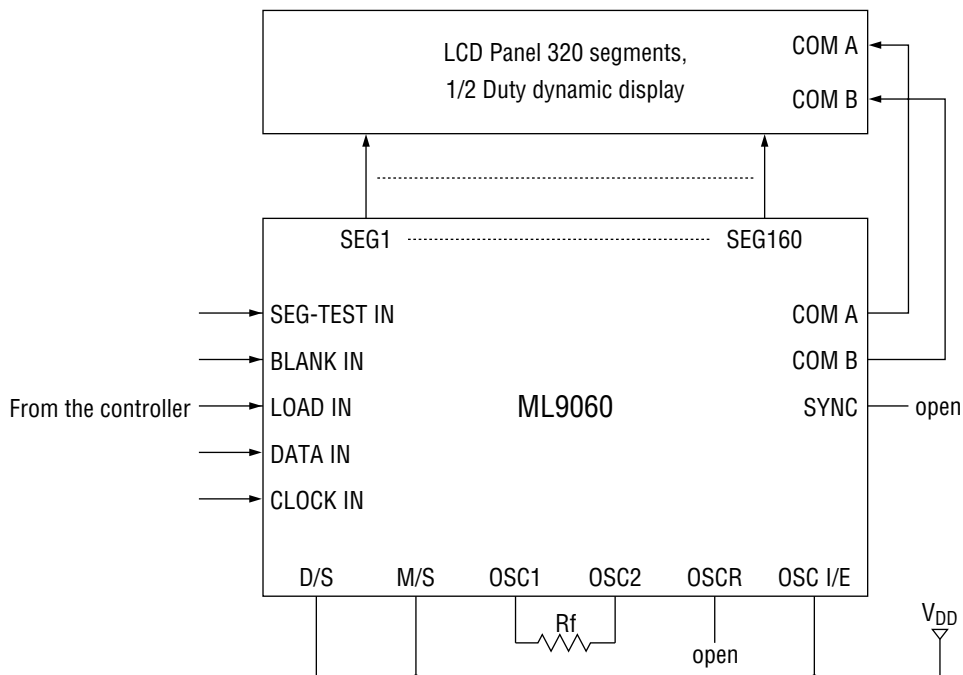 LCD Panel 320 segments,
1/2 Duty dynamic display
COM A
COM B
SEG1
SEG160
SEG-TEST IN
BLANK IN
From the controller
LOAD IN
DATA IN
CLOCK IN
ML9060
COM A
COM B
SYNC
open
D/S
M/S
OSC1
OSC2
OSCR
OSC I/E
Rf
open
VDD